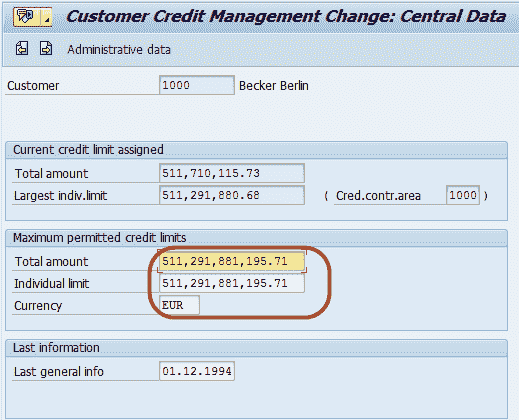 Customer Credit Management Change: Central Data
Administrative data
Customer 1000 Becker Berlin
Current credit limit assigned
Total amount 511,710,115.73
Largest indiv.limit 511,291,880.68 ( Cred.contr.area 1000 )
Maximum permitted credit limits
Total amount 511,291,881,195.71
Individual limit 511,291,881,195.71
Currency EUR
Last information
Last general info 01.12.1994